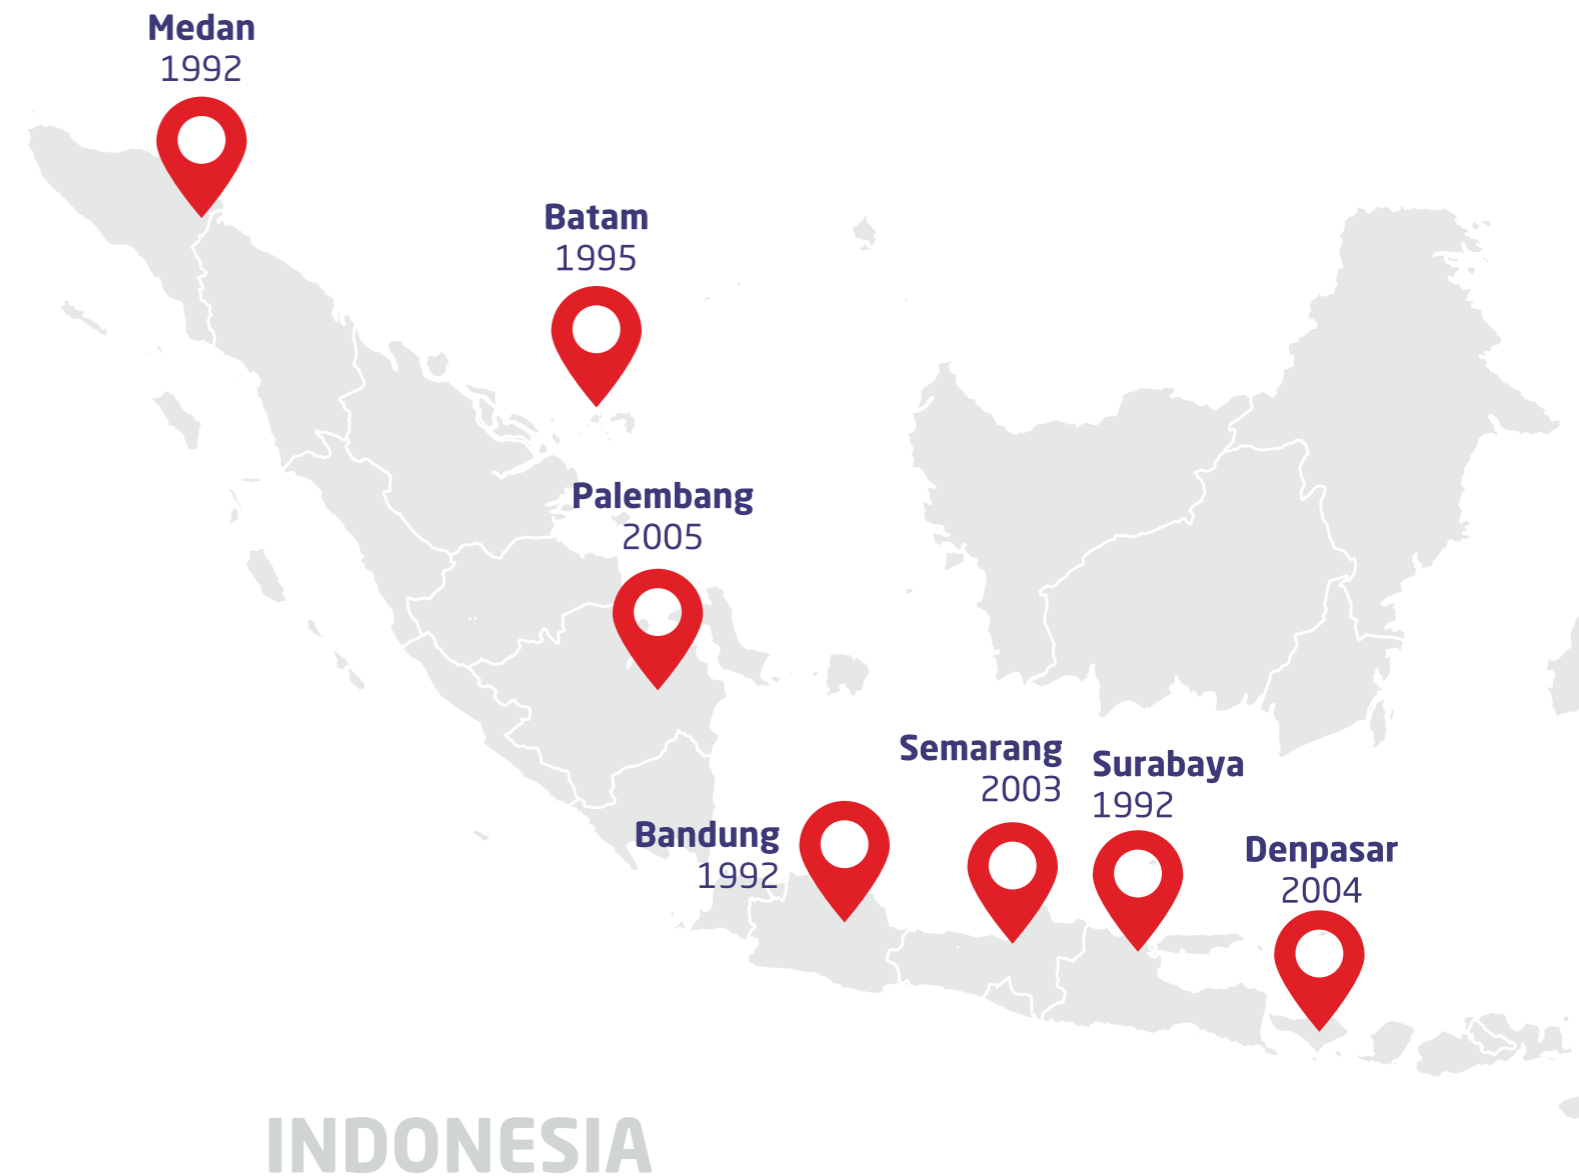 Medan
1992
Batam
1995
Palembang
2005
Semarang
2003
Surabaya
1992
Bandung
1992
Denpasar
2004
INDONESIA